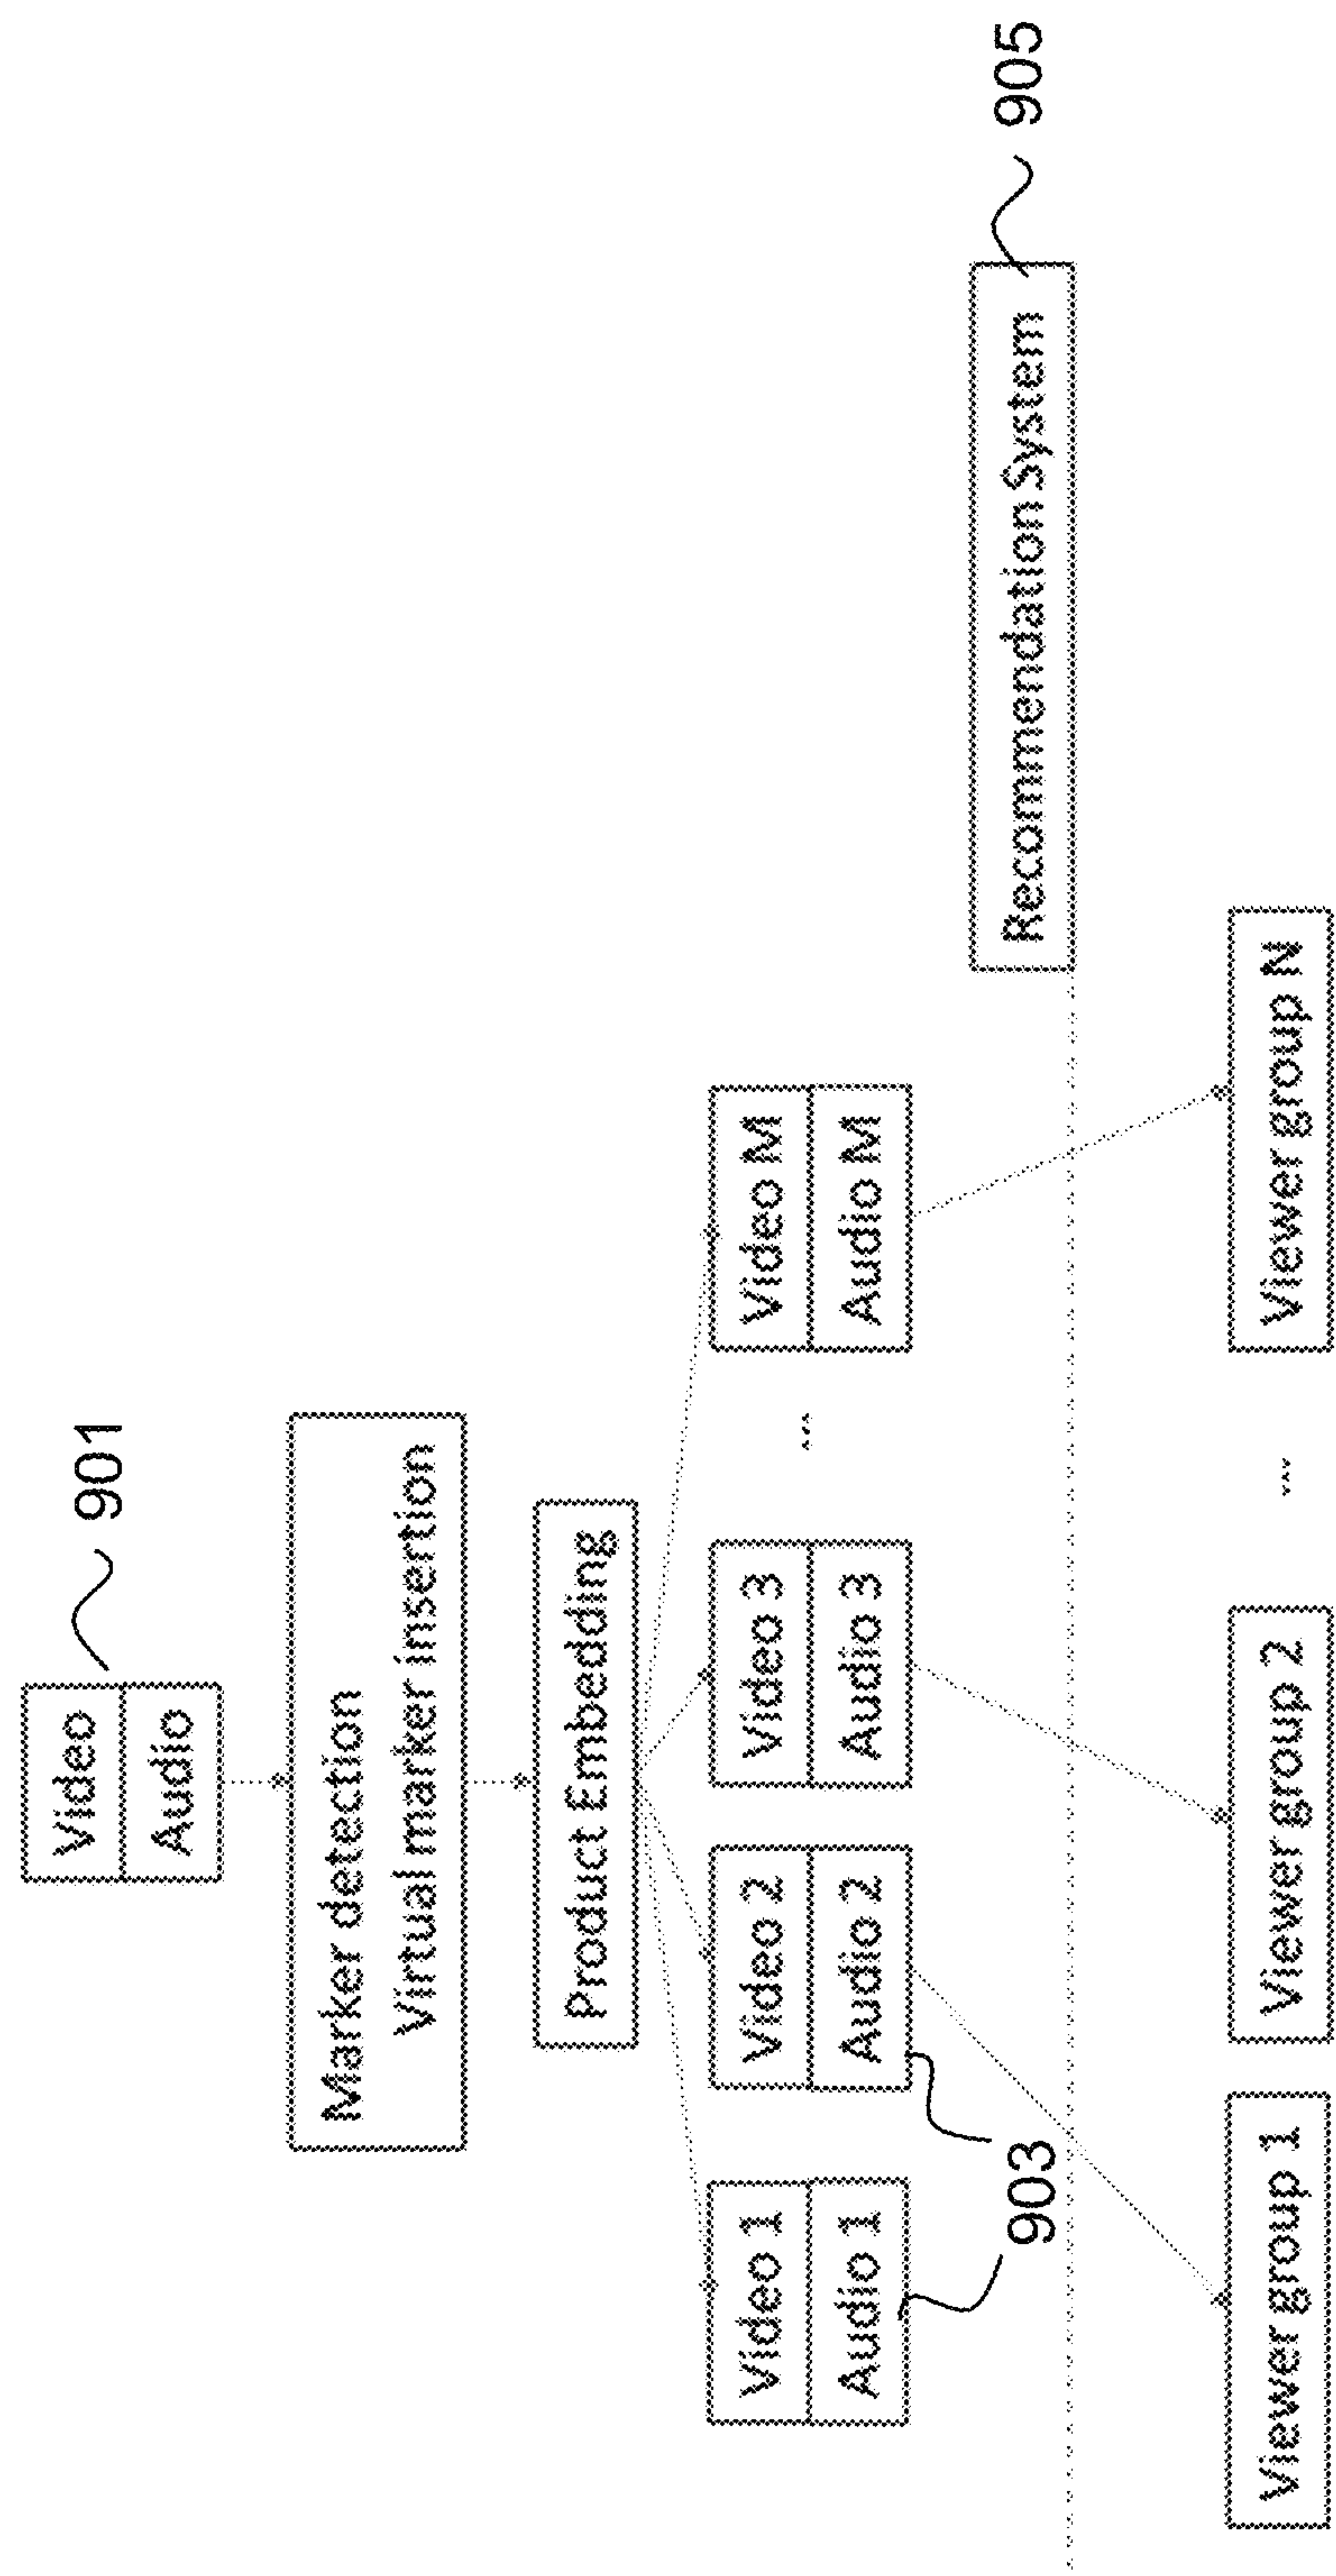 Video
901
Audio
Marker detection
Virtual marker insertion
Product Embedding
Video 1
Video 2
Video 3
...
Video M
Audio 1
Audio 2
Audio 3
Audio M
903
Recommendation System
905
Viewer group 1
Viewer group 2
...
Viewer group N